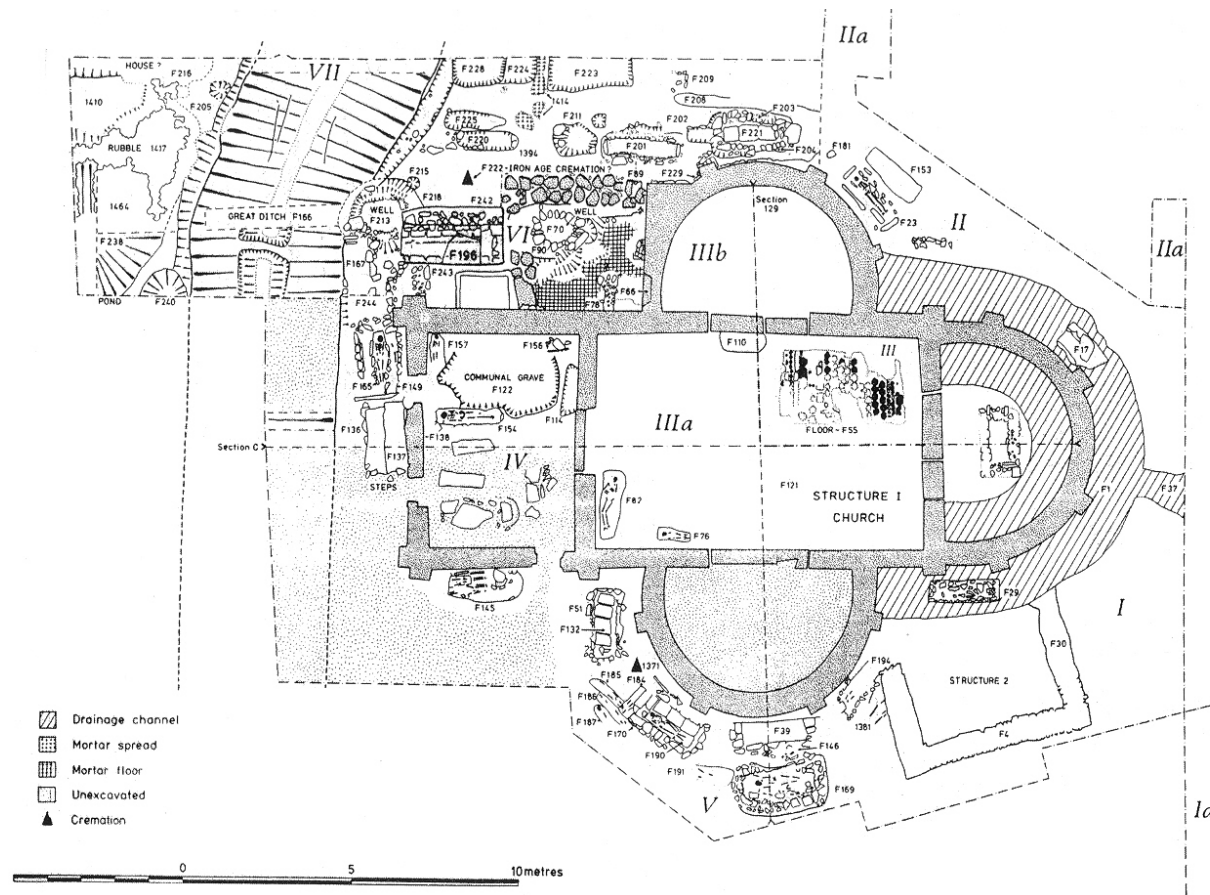 IIa
HOUSE ?
F216
VII
F228
F224
F223
F209
1410
F205
1414
F208
F203
F225
F211
F202
F221
RUBBLE 1417
F220
F201
F204
F181
1394
F153
F222-IRON AGE CREMATION?
F89
F229
F215
Section
129
1464
WELL
F213
F218
F242
WELL
F23
GREAT DITCH F166
VI
F70
II
IIa
F238
F196
F90
IIIb
F167
F243
F66
POND
F240
F244
F78
F157
F156
F110
III
F17
COMMUNAL GRAVE
F122
F165
F149
F114
IIIa
FLOOR-F55
F136
F138
F154
Section C
F137
IV
STEPS
F82
F121
STRUCTURE I
CHURCH
F1
F37
F76
F145
F29
I
F51
F132
F30
1371
F185
F184
F194
STRUCTURE 2
F186
F187
1381
F170
F39
F4
F190
F146
F191
F169
V
Drainage channel
Mortar spread
Mortar floor
Unexcavated
Cremation
0
5
10 metres